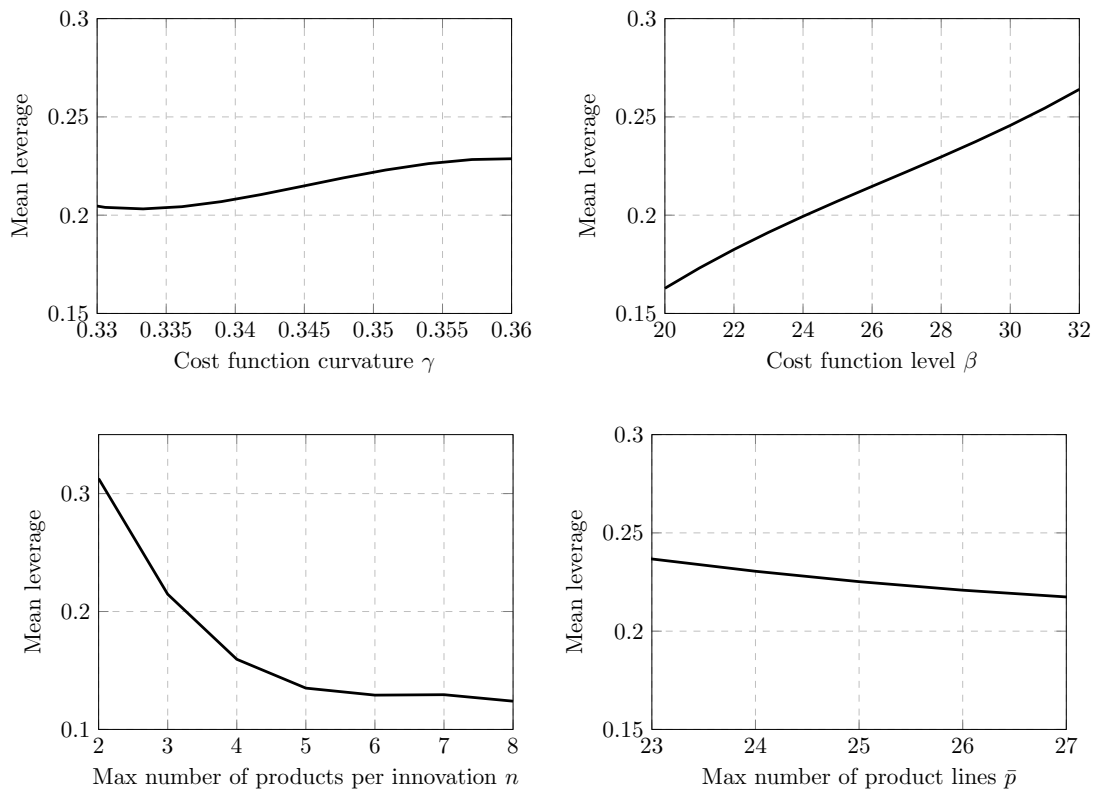 0.3
0.25
0.2
0.15
Mean leverage
0.33 0.335 0.34 0.345 0.35 0.355 0.36
Cost function curvature γ
0.3
0.25
0.2
0.15
Mean leverage
20 22 24 26 28 30 32
Cost function level β
0.3
0.2
0.1
Mean leverage
2 3 4 5 6 7 8
Max number of products per innovation n
0.3
0.25
0.2
0.15
Mean leverage
23 24 25 26 27
Max number of product lines p̄